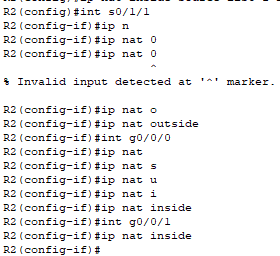 R2(config)#int s0/1/1
R2(config-if)#ip n
R2(config-if)#ip nat 0
R2(config-if)#ip nat 0
^
% Invalid input detected at '^' marker.
R2(config-if)#ip nat o
R2(config-if)#ip nat outside
R2(config-if)#int g0/0/0
R2(config-if)#ip nat
R2(config-if)#ip nat s
R2(config-if)#ip nat u
R2(config-if)#ip nat i
R2(config-if)#ip nat inside
R2(config-if)#int g0/0/1
R2(config-if)#ip nat inside
R2(config-if)#